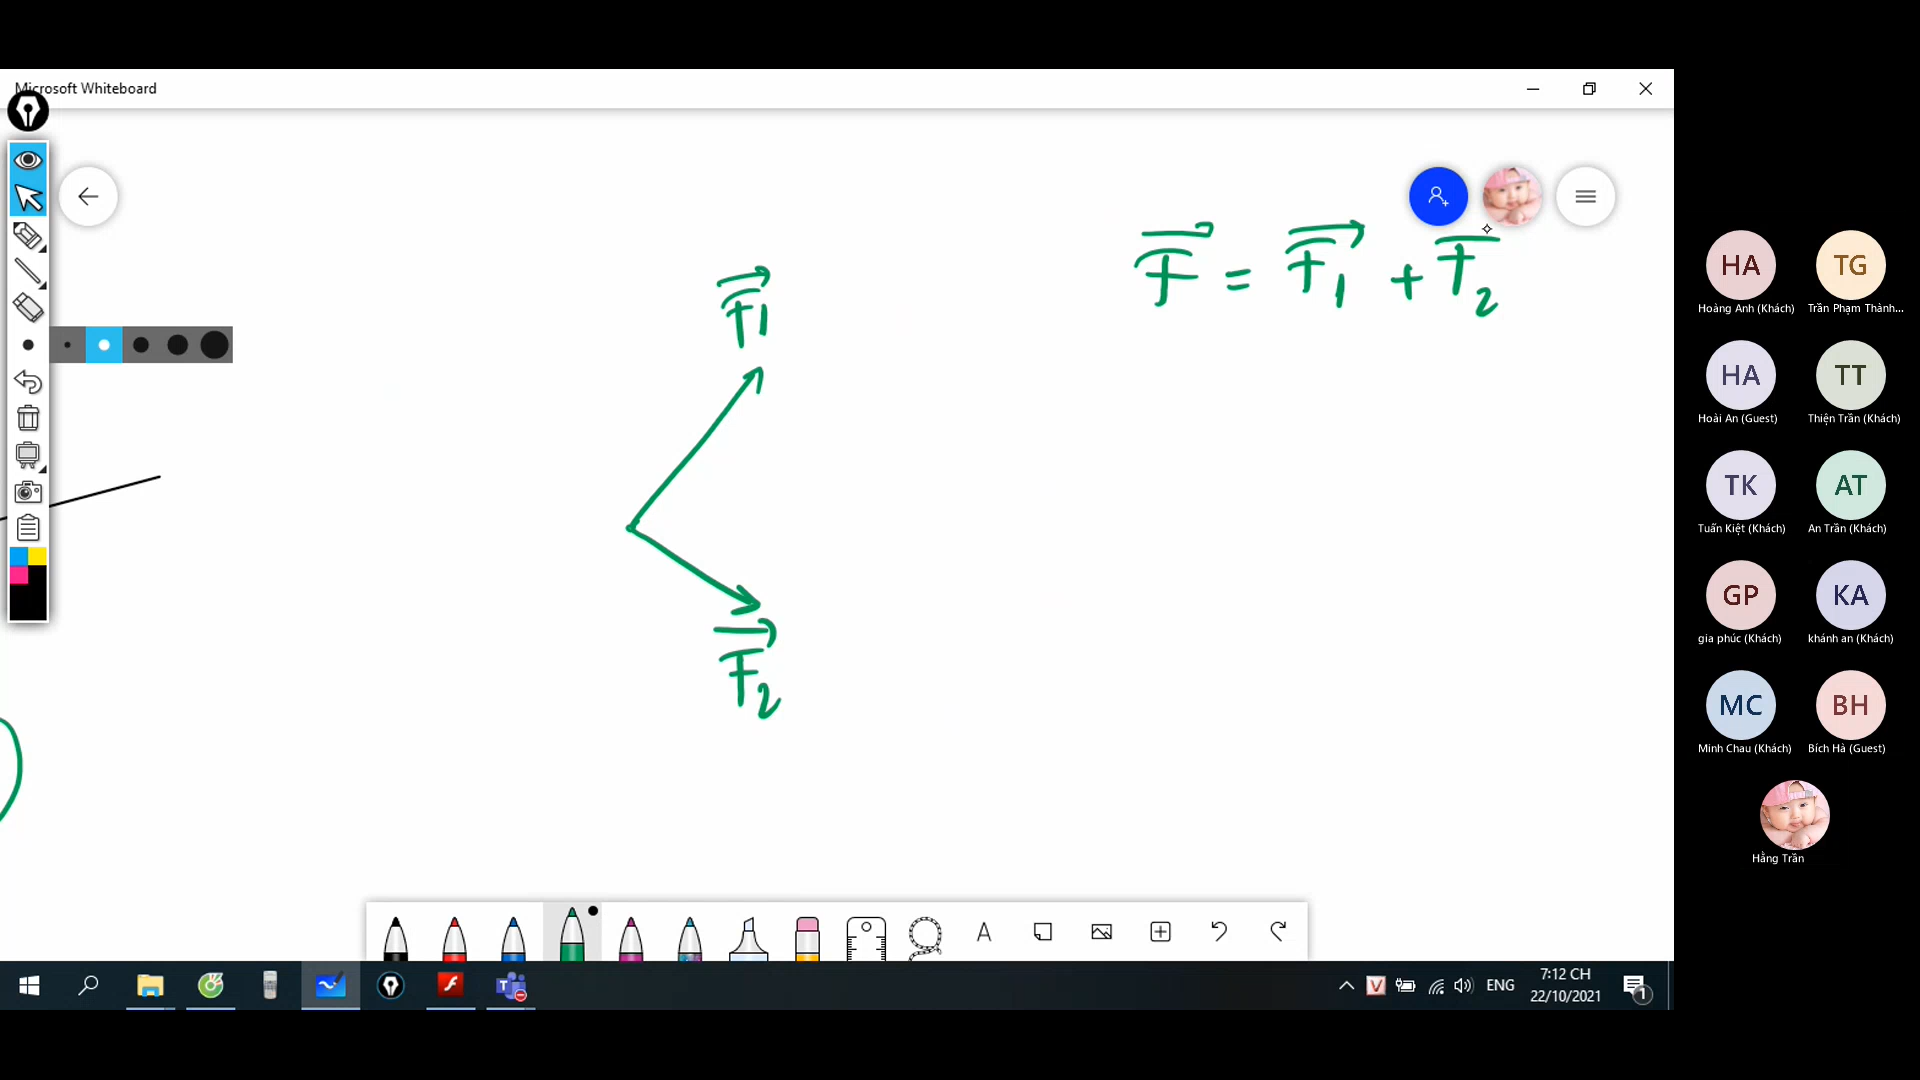 Microsoft Whiteboard
F⃗ = F⃗₁ + F⃗₂
F⃗₁
F⃗₂
HA
TG
Hoàng Anh (Khách)
Trần Phạm Thành...
HA
TT
Hoài An (Guest)
Thiện Trần (Khách)
TK
AT
Tuấn Kiệt (Khách)
An Trần (Khách)
GP
KA
gia phúc (Khách)
khánh an (Khách)
MC
BH
Minh Chau (Khách)
Bích Hà (Guest)
Hằng Trần
A
ENG
7:12 CH
22/10/2021
1